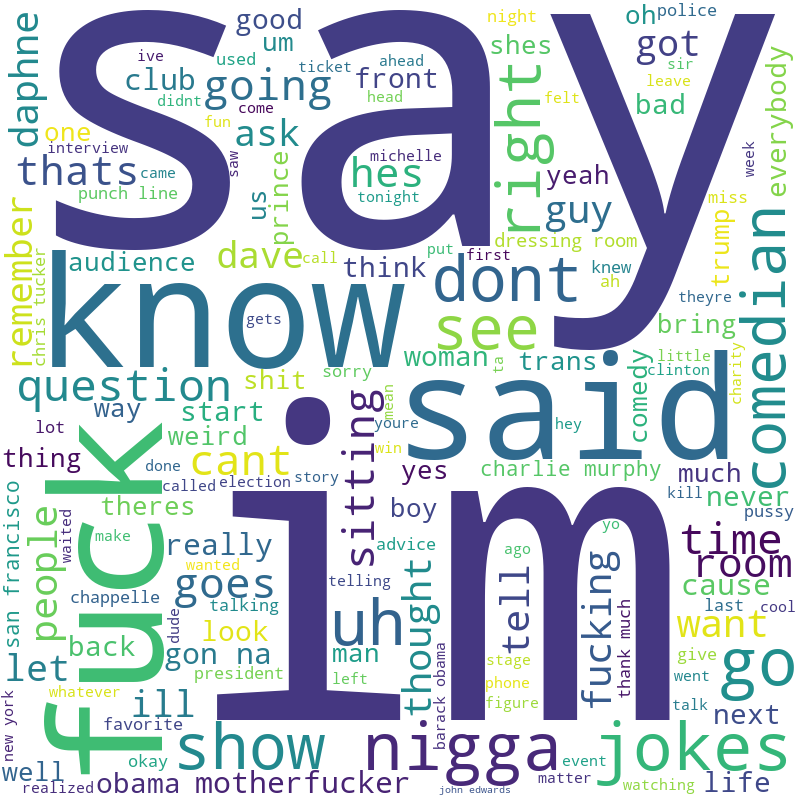 say
night
oh
police
good
ive
used
ahead
um
shes
got
sir
daphne
club
going
ticket
front
leave
didnt
come
head
felt
bad
fun
one
ask
right
everybody
interview
saw
michelle
thats
came
hes
yeah
week
punch line
us
prince
tonight
guy
miss
remember
dave
call
put
dressing room
trump
audience
think
first
knew
ah
chris tucker
know
dont
theyre
comedian
gets
see
bring
woman
trans
comedy
little
clinton
charity
question
shit
sorry
ta
im
said
way
start
sitting
mean
youre
hey
lot
weird
win
thing
done
cant
yes
charlie murphy
much
kill
fuck
called
election
story
never
pussy
san francisco
people
waited
theres
boy
make
time
really
advice
ago
yo
room
wanted
goes
telling
thought
tell
fucking
cause
chappelle
dude
talking
uh
last
cool
back
look
want
gon na
man
stage
thank much
give
go
president
left
phone
went
talk
let
whatever
ill
barack obama
figure
new york
favorite
next
okay
show
nigga
jokes
well
event
realized
obama
motherfucker
matter
watching
life
john edwards